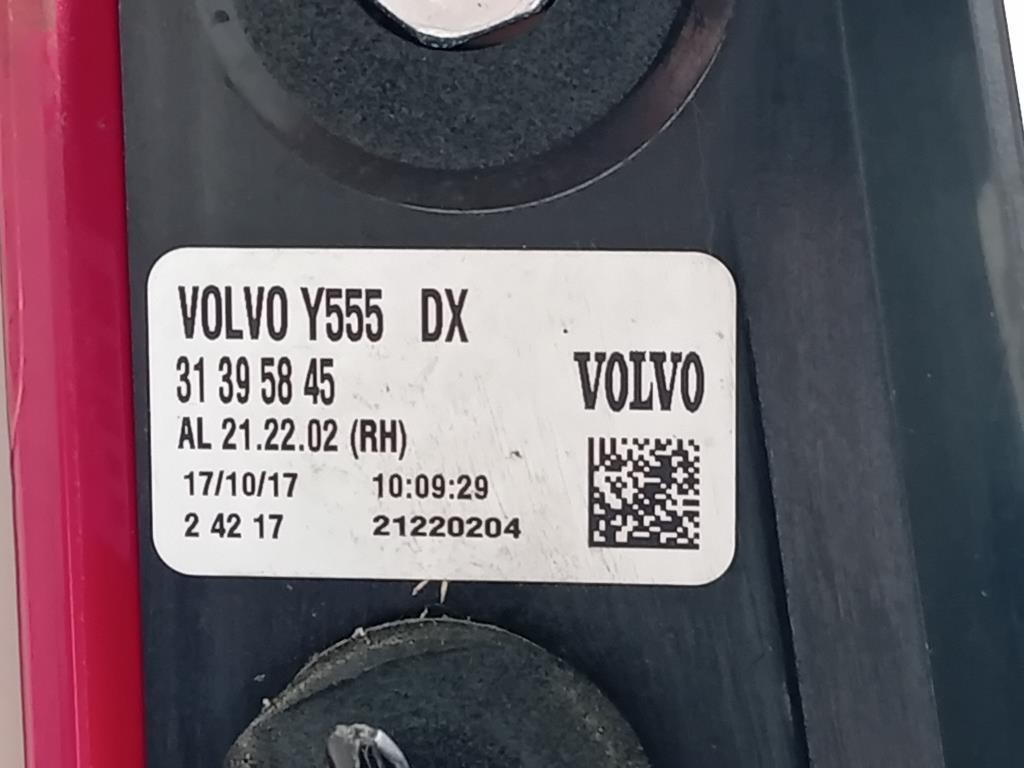 VOLVO Y555 DX
31 39 58 45
VOLVO
AL 21.22.02 (RH)
17/10/17 10:09:29
2 42 17 21220204